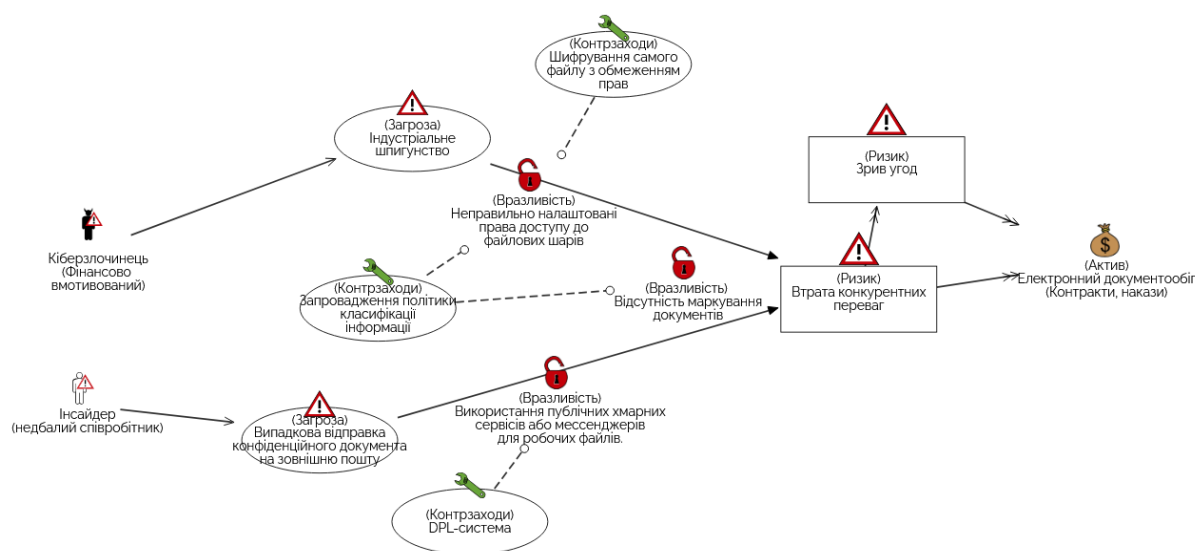 (Контрзаходи)
Шифрування самого
файлу з обмеженням
прав
(Загроза)
Індустріальне
шпигунство
(Ризик)
Зрив угод
(Вразливість)
Неправильно налаштовані
права доступу до
файлових шарів
Кіберзлочинець
(Фінансово
вмотивований)
(Контрзаходи)
Запровадження політики
класифікації
інформації
(Вразливість)
Відсутність маркування
документів
(Ризик)
Втрата конкурентних
переваг
$
(Актив)
Електронний документообіг
(Контракти, накази)
Інсайдер
(недбалий співробітник)
(Загроза)
Випадкова відправка
конфіденційного документа
на зовнішню пошту
(Вразливість)
Використання публічних хмарних
сервісів або мессенджерів
для робочих файлів.
(Контрзаходи)
DPL-система